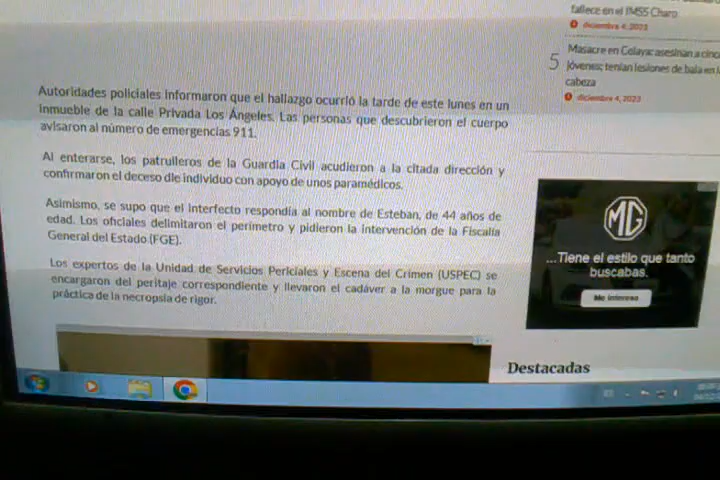 Autoridades policiales informaron que el hallazgo ocurrió la tarde de este lunes en un
inmueble de la calle Privada Los Ángeles. Las personas que descubrieron el cuerpo
avisaron al número de emergencias 911.
Al enterarse, los patrulleros de la Guardia Civil acudieron a la citada dirección y
confirmaron el deceso dle individuo con apoyo de unos paramédicos.
Asimismo, se supo que el interfecto respondía al nombre de Esteban, de 44 años de
edad. Los oficiales delimitaron el perímetro y pidieron la intervención de la Fiscalía
General del Estado (FGE).
Los expertos de la Unidad de Servicios Periciales y Escena del Crimen (USPEC) se
encargaron del peritaje correspondiente y llevaron el cadáver a la morgue para la
práctica de la necropsia de rigor.
fallece en el IMSS Charo
diciembre 4, 2023
5
Masacre en Celaya: asesinan a cinco
jóvenes; tenían lesiones de bala en la
cabeza
diciembre 4, 2023
MG
...Tiene el estilo que tanto
buscabas.
Me interesa
Destacadas